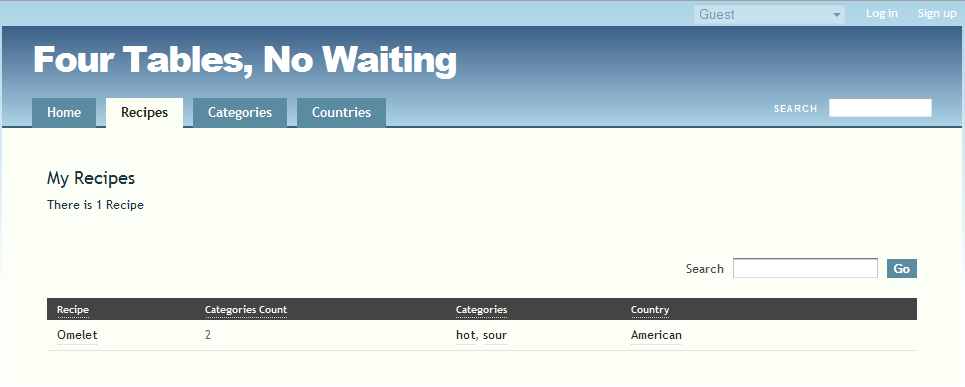 Guest Log in Sign up
Four Tables, No Waiting
Home Recipes Categories Countries SEARCH
My Recipes
There is 1 Recipe
Search Go
Recipe Categories Count Categories Country
Omelet 2 hot, sour American